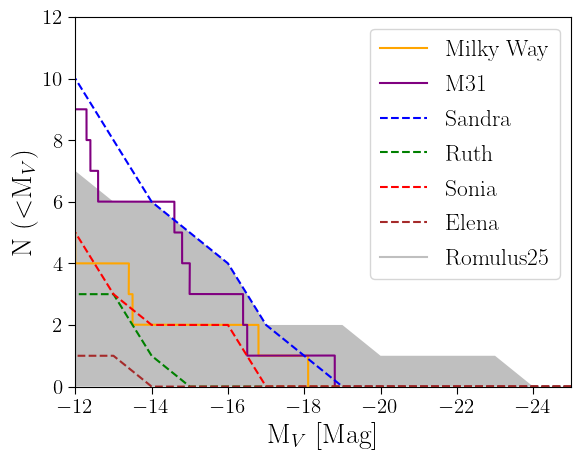 12
10
8
6
4
2
0
N (<M_V)
Milky Way
M31
Sandra
Ruth
Sonia
Elena
Romulus25
−12 −14 −16 −18 −20 −22 −24
M_V [Mag]